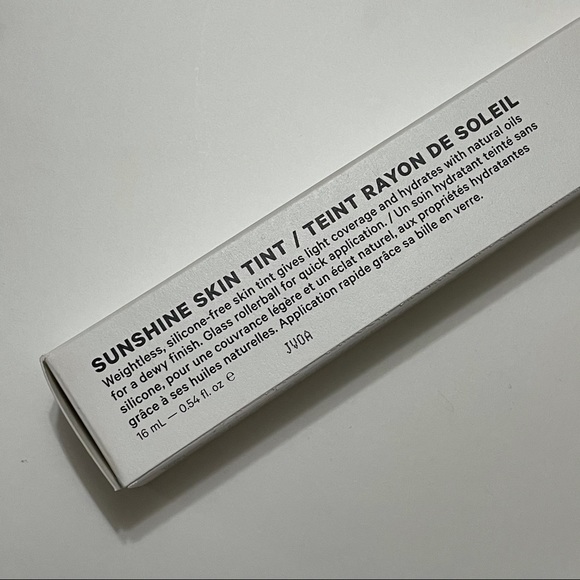 SUNSHINE SKIN TINT / TEINT RAYON DE SOLEIL
Weightless, silicone-free skin tint gives light coverage and hydrates with natural oils
for a dewy finish. Glass rollerball for quick application. / Un soin hydratant teinté sans
silicone, pour une couvrance légère et un éclat naturel, aux propriétés hydratantes
grâce à ses huiles naturelles. Application rapide grâce sa bille en verre.
16 mL — 0.54 fl. oz ℮
JV0A